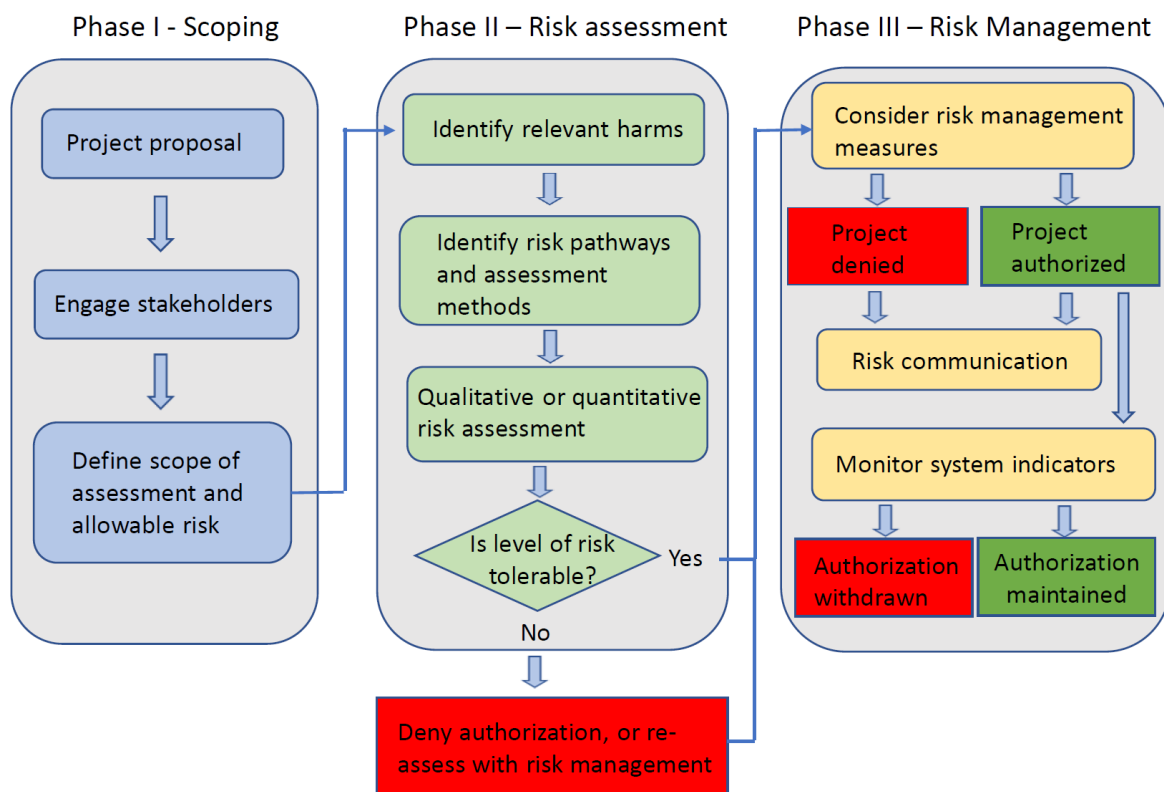 Phase I - Scoping
Project proposal
Engage stakeholders
Define scope of
assessment and
allowable risk
Phase II – Risk assessment
Identify relevant harms
Identify risk pathways
and assessment
methods
Qualitative or quantitative
risk assessment
Is level of risk
tolerable?
Yes
No
Deny authorization, or re-
assess with risk management
Phase III – Risk Management
Consider risk management
measures
Project
denied
Project
authorized
Risk communication
Monitor system indicators
Authorization
withdrawn
Authorization
maintained